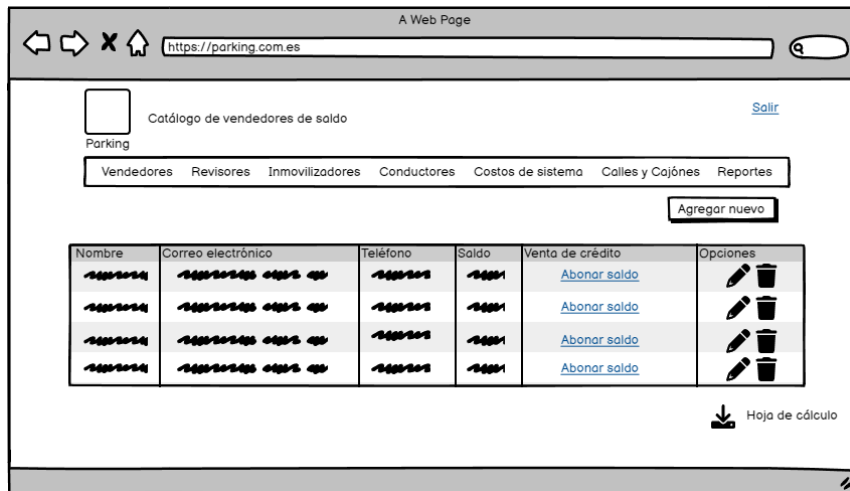 A Web Page
https://parking.com.es
Salir
Catálogo de vendedores de saldo
Parking
Vendedores Revisores Inmovilizadores Conductores Costos de sistema Calles y Cajónes Reportes
Agregar nuevo
Nombre Correo electrónico Teléfono Saldo Venta de crédito Opciones
Abonar saldo
Abonar saldo
Abonar saldo
Abonar saldo
Hoja de cálculo